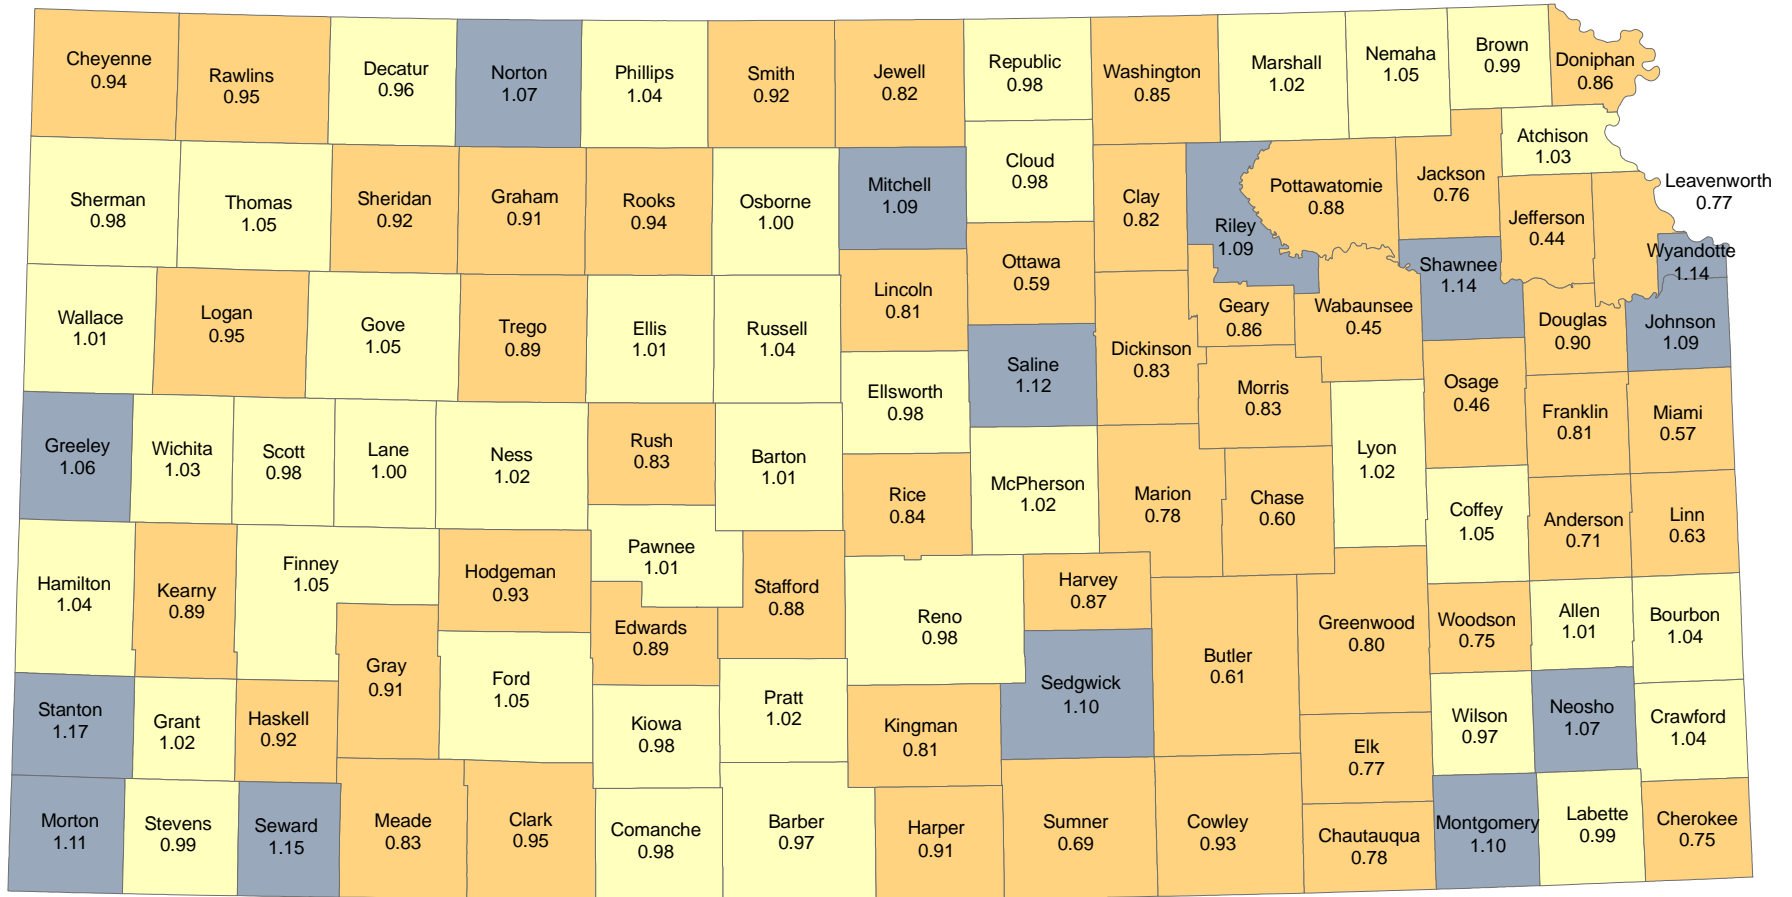 Cheyenne
0.94
Rawlins
0.95
Decatur
0.96
Norton
1.07
Phillips
1.04
Smith
0.92
Jewell
0.82
Republic
0.98
Washington
0.85
Marshall
1.02
Nemaha
1.05
Brown
0.99
Doniphan
0.86
Atchison
1.03
Sherman
0.98
Thomas
1.05
Sheridan
0.92
Graham
0.91
Rooks
0.94
Osborne
1.00
Mitchell
1.09
Cloud
0.98
Clay
0.82
Riley
1.09
Pottawatomie
0.88
Jackson
0.76
Jefferson
0.44
Leavenworth
0.77
Wyandotte
1.14
Wallace
1.01
Logan
0.95
Gove
1.05
Trego
0.89
Ellis
1.01
Russell
1.04
Lincoln
0.81
Ottawa
0.59
Saline
1.12
Dickinson
0.83
Geary
0.86
Wabaunsee
0.45
Shawnee
1.14
Douglas
0.90
Johnson
1.09
Ellsworth
0.98
Morris
0.83
Osage
0.46
Franklin
0.81
Miami
0.57
Greeley
1.06
Wichita
1.03
Scott
0.98
Lane
1.00
Ness
1.02
Rush
0.83
Barton
1.01
Rice
0.84
McPherson
1.02
Marion
0.78
Chase
0.60
Lyon
1.02
Coffey
1.05
Anderson
0.71
Linn
0.63
Hamilton
1.04
Kearny
0.89
Finney
1.05
Hodgeman
0.93
Pawnee
1.01
Stafford
0.88
Edwards
0.89
Reno
0.98
Harvey
0.87
Butler
0.61
Greenwood
0.80
Woodson
0.75
Allen
1.01
Bourbon
1.04
Gray
0.91
Ford
1.05
Kiowa
0.98
Pratt
1.02
Kingman
0.81
Sedgwick
1.10
Elk
0.77
Wilson
0.97
Neosho
1.07
Crawford
1.04
Stanton
1.17
Grant
1.02
Haskell
0.92
Morton
1.11
Stevens
0.99
Seward
1.15
Meade
0.83
Clark
0.95
Comanche
0.98
Barber
0.97
Harper
0.91
Sumner
0.69
Cowley
0.93
Chautauqua
0.78
Montgomery
1.10
Labette
0.99
Cherokee
0.75